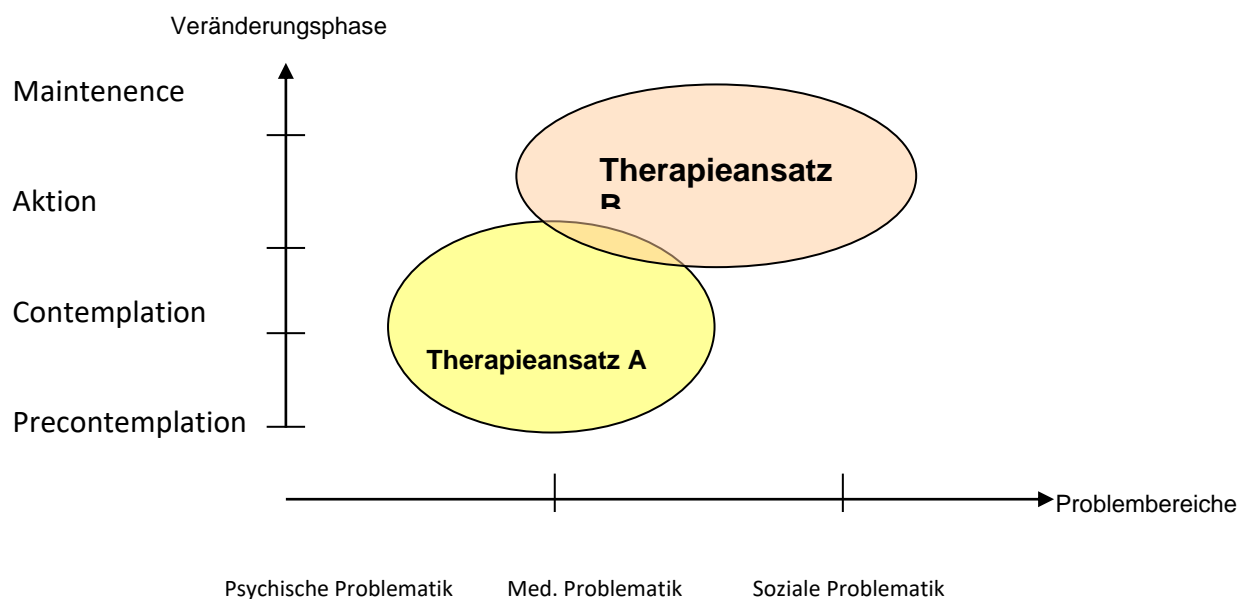 Veränderungsphase
Maintenence
Aktion
Contemplation
Precontemplation
Therapieansatz
B
Therapieansatz A
Problembereiche
Psychische Problematik Med. Problematik Soziale Problematik